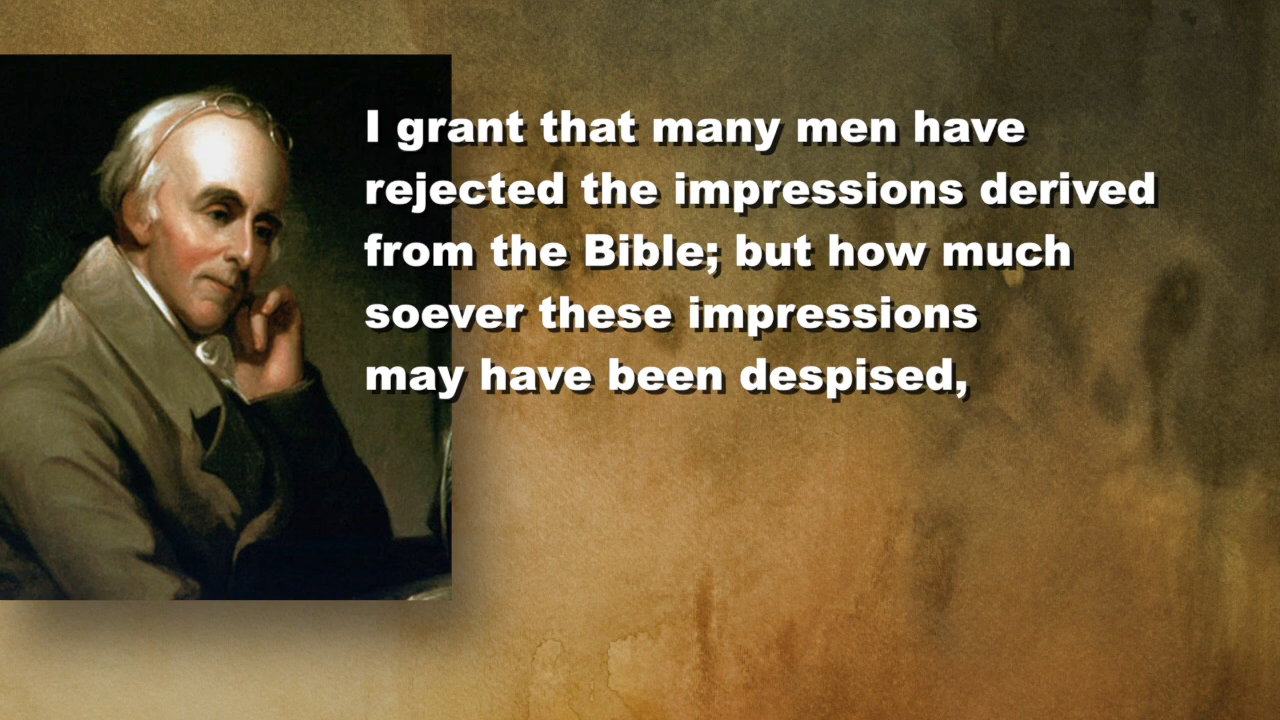 I grant that many men have
rejected the impressions derived
from the Bible; but how much
soever these impressions
may have been despised,